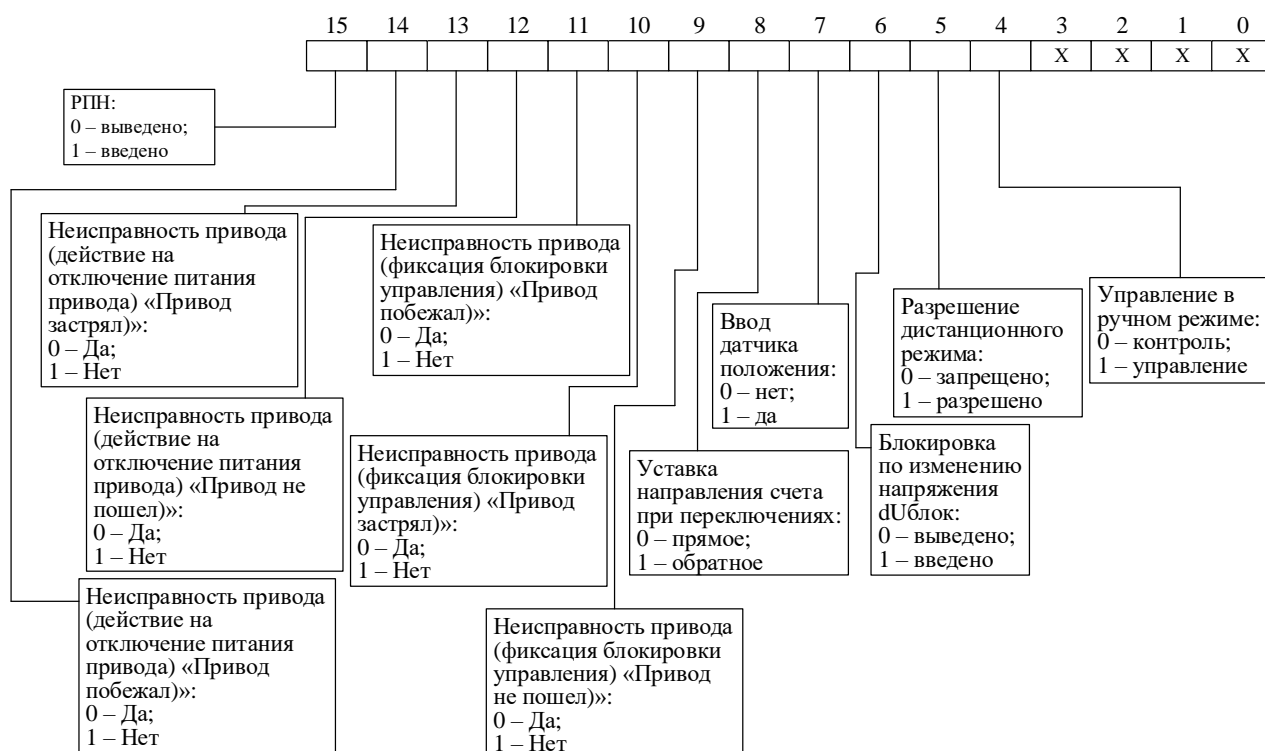 15 14 13 12 11 10 9 8 7 6 5 4 3 2 1 0
X X X X
РПН:
0 – выведено;
1 – введено
Неисправность привода
(действие на
отключение питания
привода) «Привод
застрял)»:
0 – Да;
1 – Нет
Неисправность привода
(фиксация блокировки
управления) «Привод
побежал)»:
0 – Да;
1 – Нет
Ввод
датчика
положения:
0 – нет;
1 – да
Разрешение
дистанционного
режима:
0 – запрещено;
1 – разрешено
Управление в
ручном режиме:
0 – контроль;
1 – управление
Неисправность привода
(действие на
отключение питания
привода) «Привод не
пошел)»:
0 – Да;
1 – Нет
Неисправность привода
(фиксация блокировки
управления) «Привод
застрял)»:
0 – Да;
1 – Нет
Уставка
направления счета
при переключениях:
0 – прямое;
1 – обратное
Блокировка
по изменению
напряжения
dUблок:
0 – выведено;
1 – введено
Неисправность привода
(действие на
отключение питания
привода) «Привод
побежал)»:
0 – Да;
1 – Нет
Неисправность привода
(фиксация блокировки
управления) «Привод
не пошел)»:
0 – Да;
1 – Нет